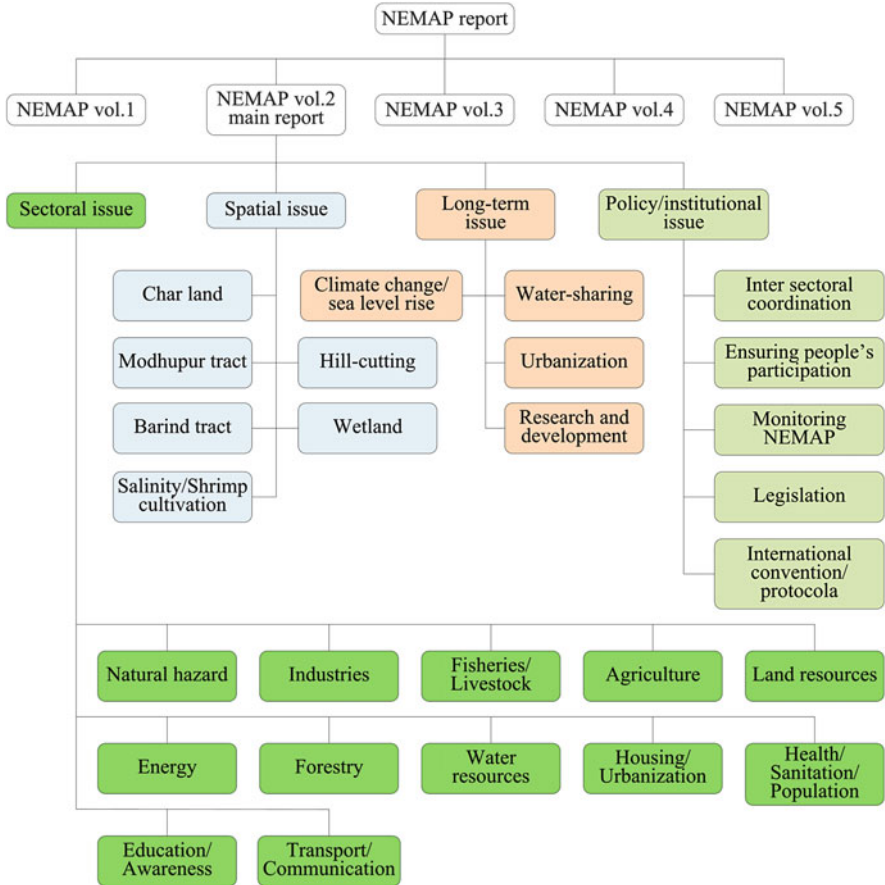 NEMAP report
NEMAP vol.1
NEMAP vol.2
main report
NEMAP vol.3
NEMAP vol.4
NEMAP vol.5
Sectoral issue
Spatial issue
Long-term
issue
Policy/institutional
issue
Char land
Climate change/
sea level rise
Water-sharing
Inter sectoral
coordination
Modhupur tract
Hill-cutting
Urbanization
Ensuring people's
participation
Barind tract
Wetland
Research and
development
Monitoring
NEMAP
Salinity/Shrimp
cultivation
Legislation
International
convention/
protocola
Natural hazard
Industries
Fisheries/
Livestock
Agriculture
Land resources
Energy
Forestry
Water
resources
Housing/
Urbanization
Health/
Sanitation/
Population
Education/
Awareness
Transport/
Communication